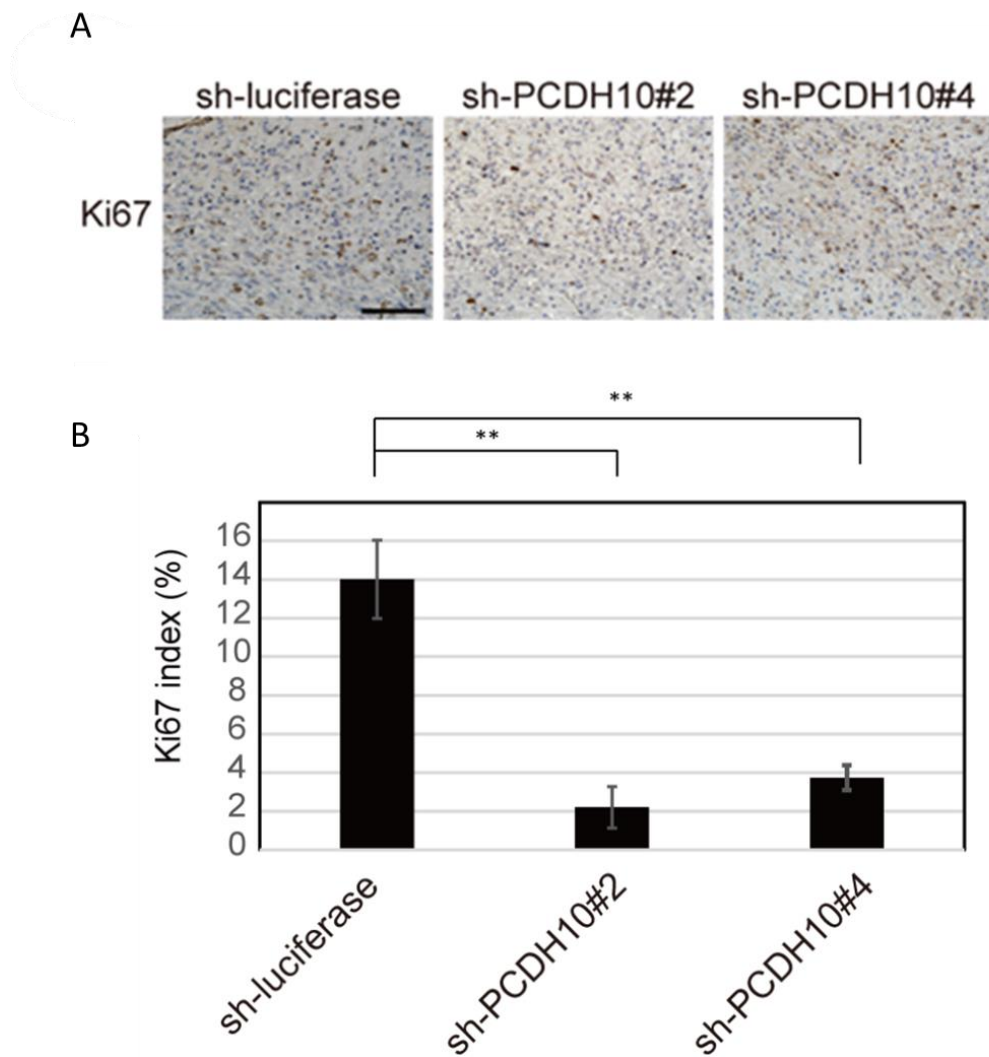 A
sh-luciferase sh-PCDH10#2 sh-PCDH10#4
Ki67
B
**
**
Ki67 index (%)
16
14
12
10
8
6
4
2
0
sh-luciferase
sh-PCDH10#2
sh-PCDH10#4